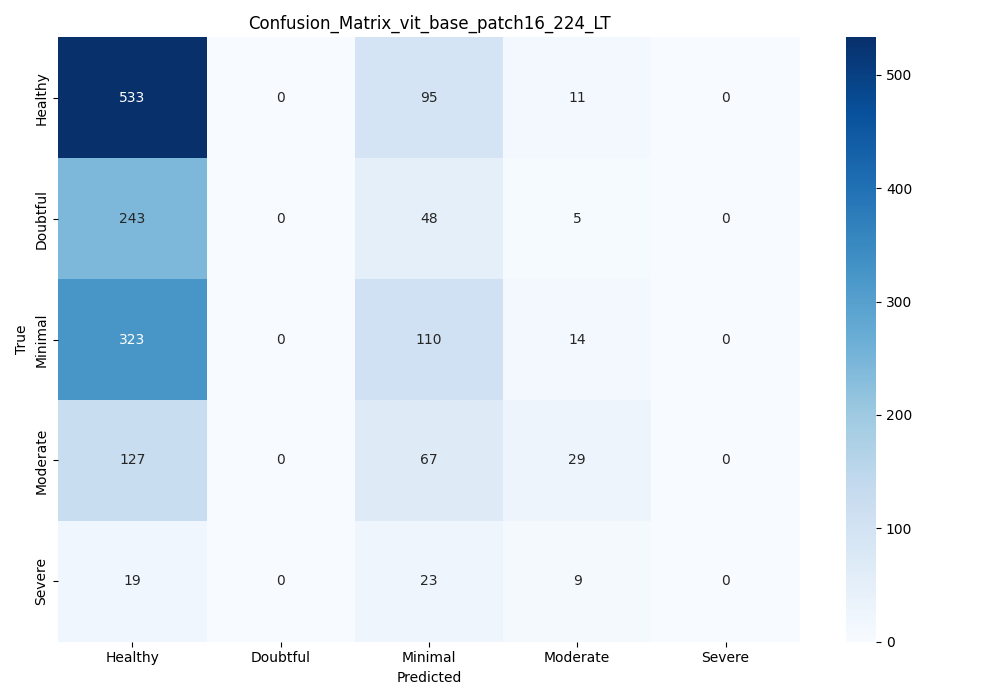 Confusion_Matrix_vit_base_patch16_224_LT
Healthy 533 0 95 11 0
Doubtful 243 0 48 5 0
Minimal 323 0 110 14 0
Moderate 127 0 67 29 0
Severe 19 0 23 9 0
True
Healthy Doubtful Minimal Moderate Severe
Predicted
500
400
300
200
100
0